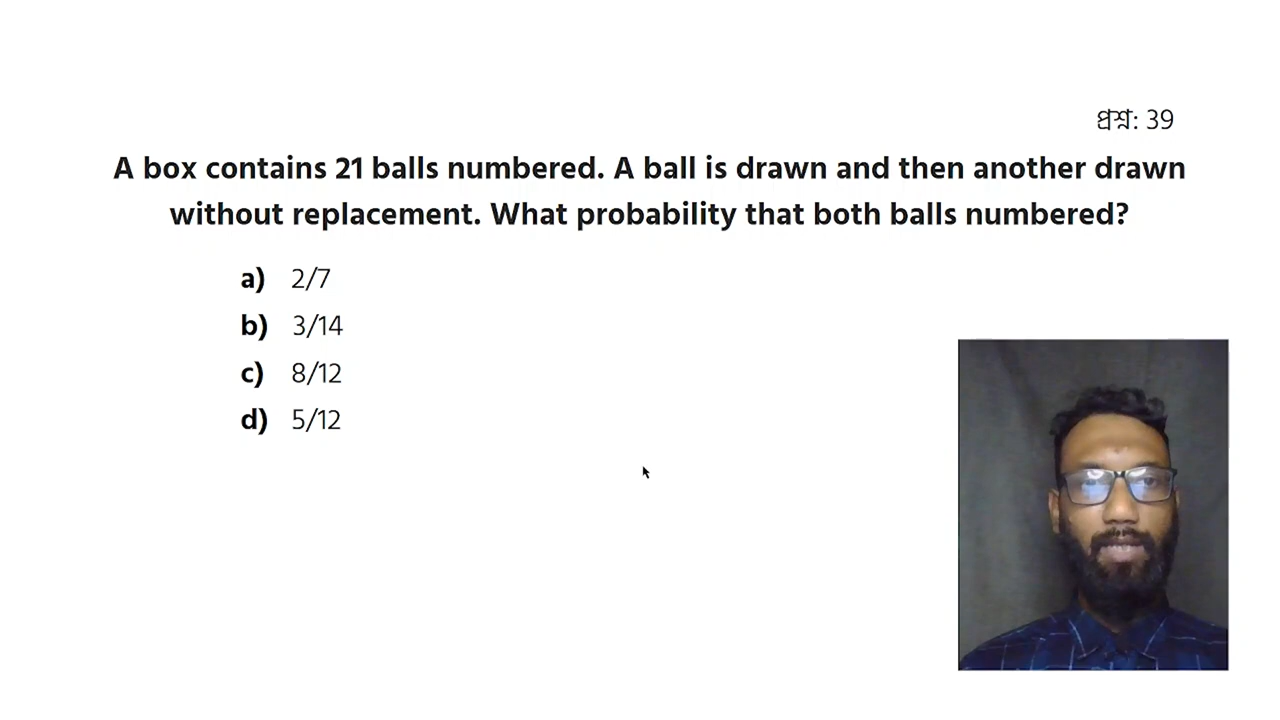 প্রশ্ন: 39
A box contains 21 balls numbered. A ball is drawn and then another drawn
without replacement. What probability that both balls numbered?
a) 2/7
b) 3/14
c) 8/12
d) 5/12